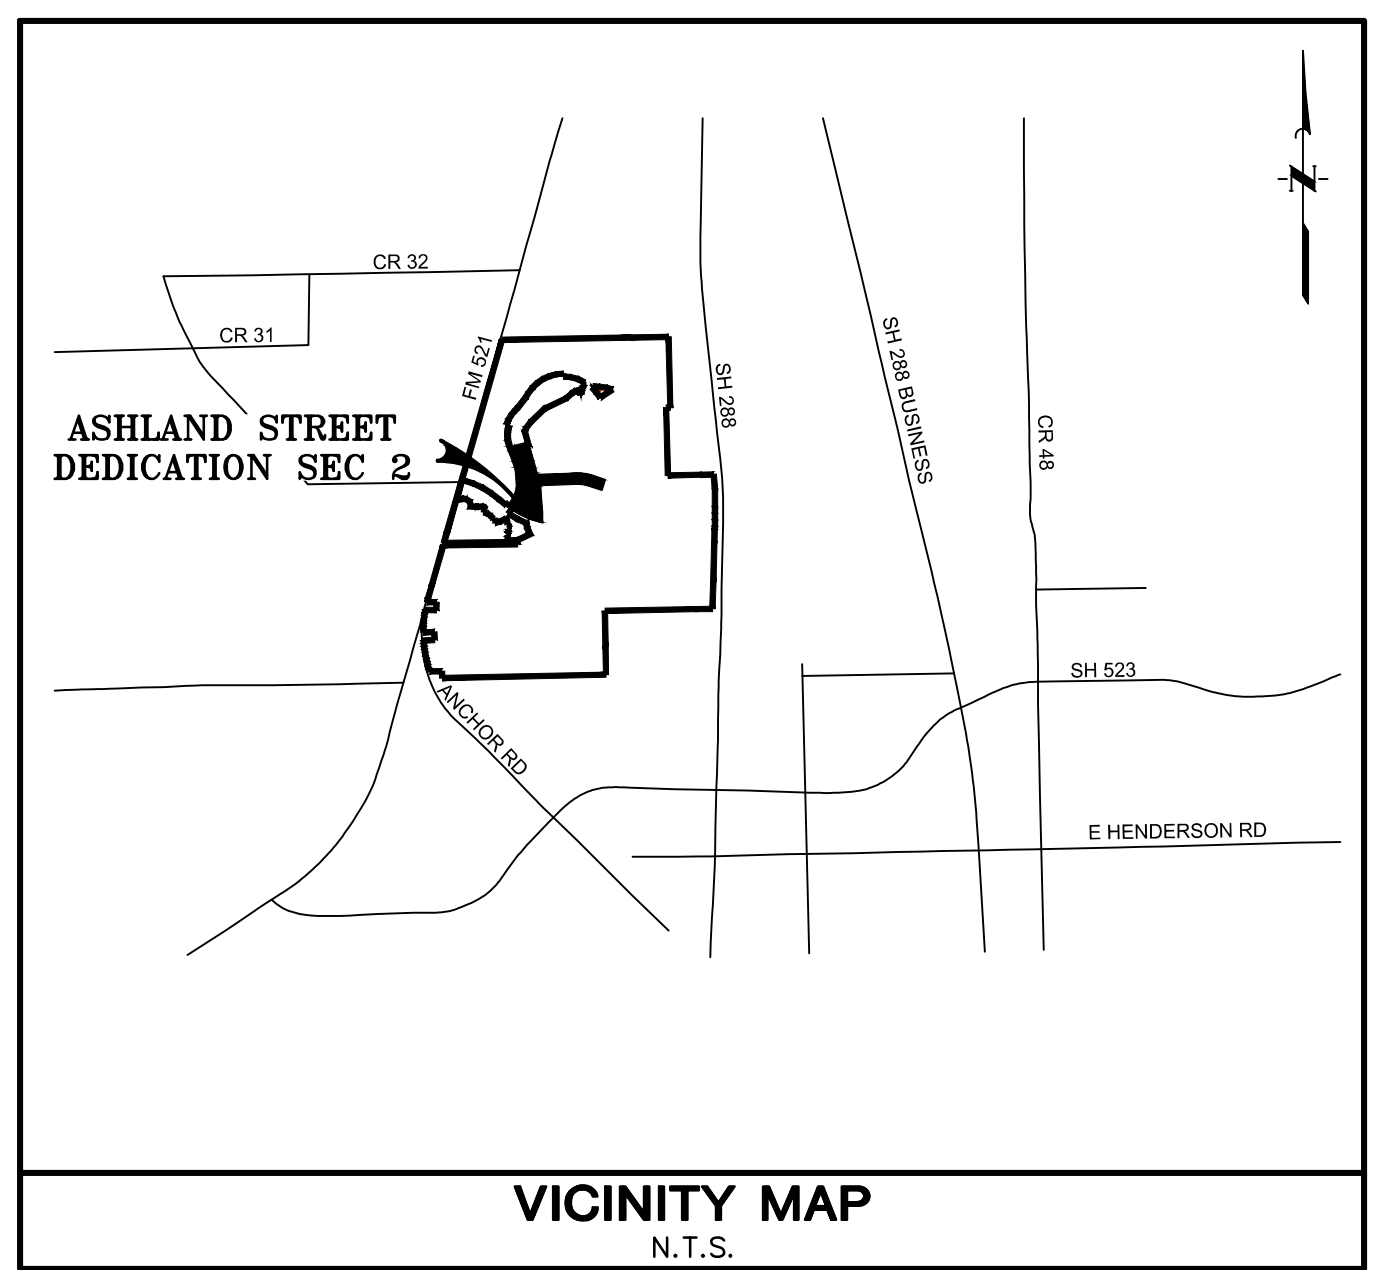 CR 32
CR 31
FM 521
SH 288
SH 288 BUSINESS
CR 48
ASHLAND STREET
DEDICATION SEC 2
N
SH 523
ANCHOR RD
E HENDERSON RD
VICINITY MAP
N.T.S.